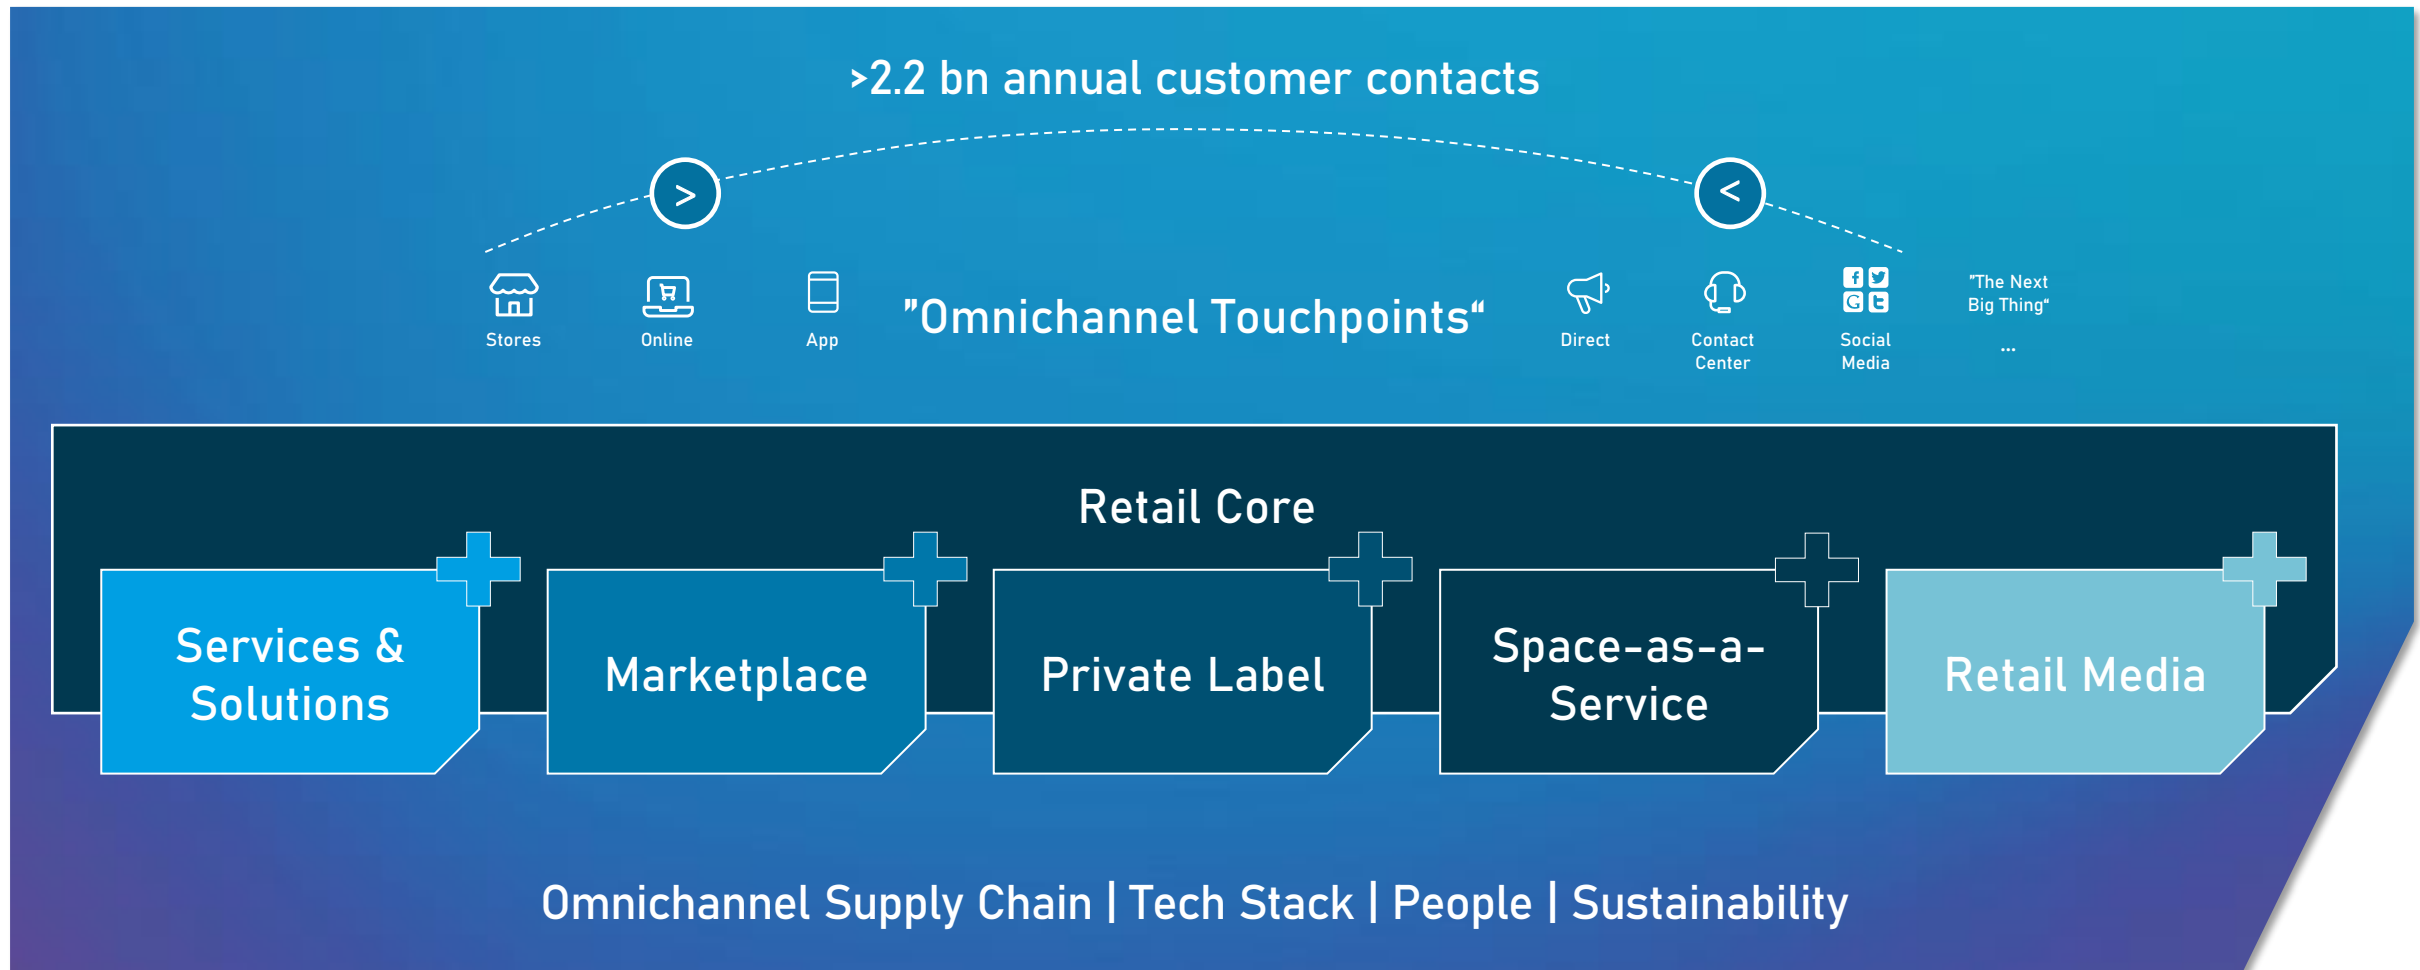 >2.2 bn annual customer contacts
>
<
"Omnichannel Touchpoints“
Stores
Online
App
Direct
Contact
Center
Social
Media
"The Next
Big Thing“
...
Retail Core
Services &
Solutions
Marketplace
Private Label
Space-as-a-
Service
Retail Media
Omnichannel Supply Chain | Tech Stack | People | Sustainability